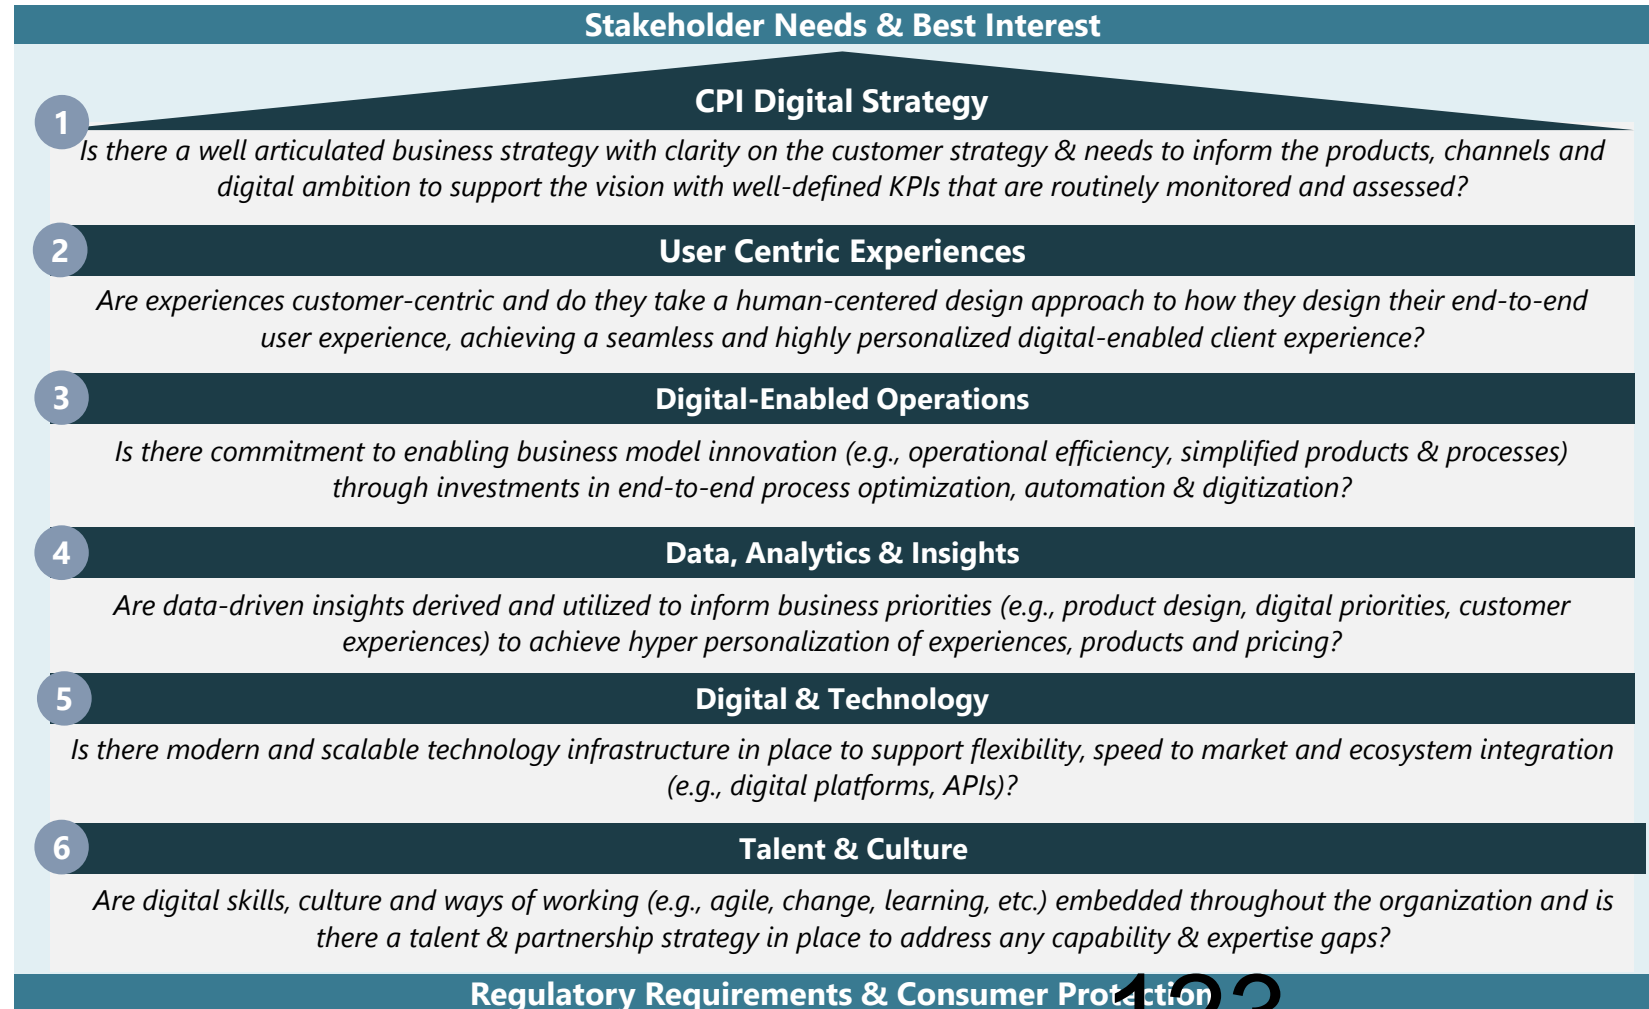 Stakeholder Needs & Best Interest
CPI Digital Strategy
1
Is there a well articulated business strategy with clarity on the customer strategy & needs to inform the products, channels and
digital ambition to support the vision with well-defined KPIs that are routinely monitored and assessed?
2
User Centric Experiences
Are experiences customer-centric and do they take a human-centered design approach to how they design their end-to-end
user experience, achieving a seamless and highly personalized digital-enabled client experience?
3
Digital-Enabled Operations
Is there commitment to enabling business model innovation (e.g., operational efficiency, simplified products & processes)
through investments in end-to-end process optimization, automation & digitization?
4
Data, Analytics & Insights
Are data-driven insights derived and utilized to inform business priorities (e.g., product design, digital priorities, customer
experiences) to achieve hyper personalization of experiences, products and pricing?
5
Digital & Technology
Is there modern and scalable technology infrastructure in place to support flexibility, speed to market and ecosystem integration
(e.g., digital platforms, APIs)?
6
Talent & Culture
Are digital skills, culture and ways of working (e.g., agile, change, learning, etc.) embedded throughout the organization and is
there a talent & partnership strategy in place to address any capability & expertise gaps?
Regulatory Requirements & Consumer Protection